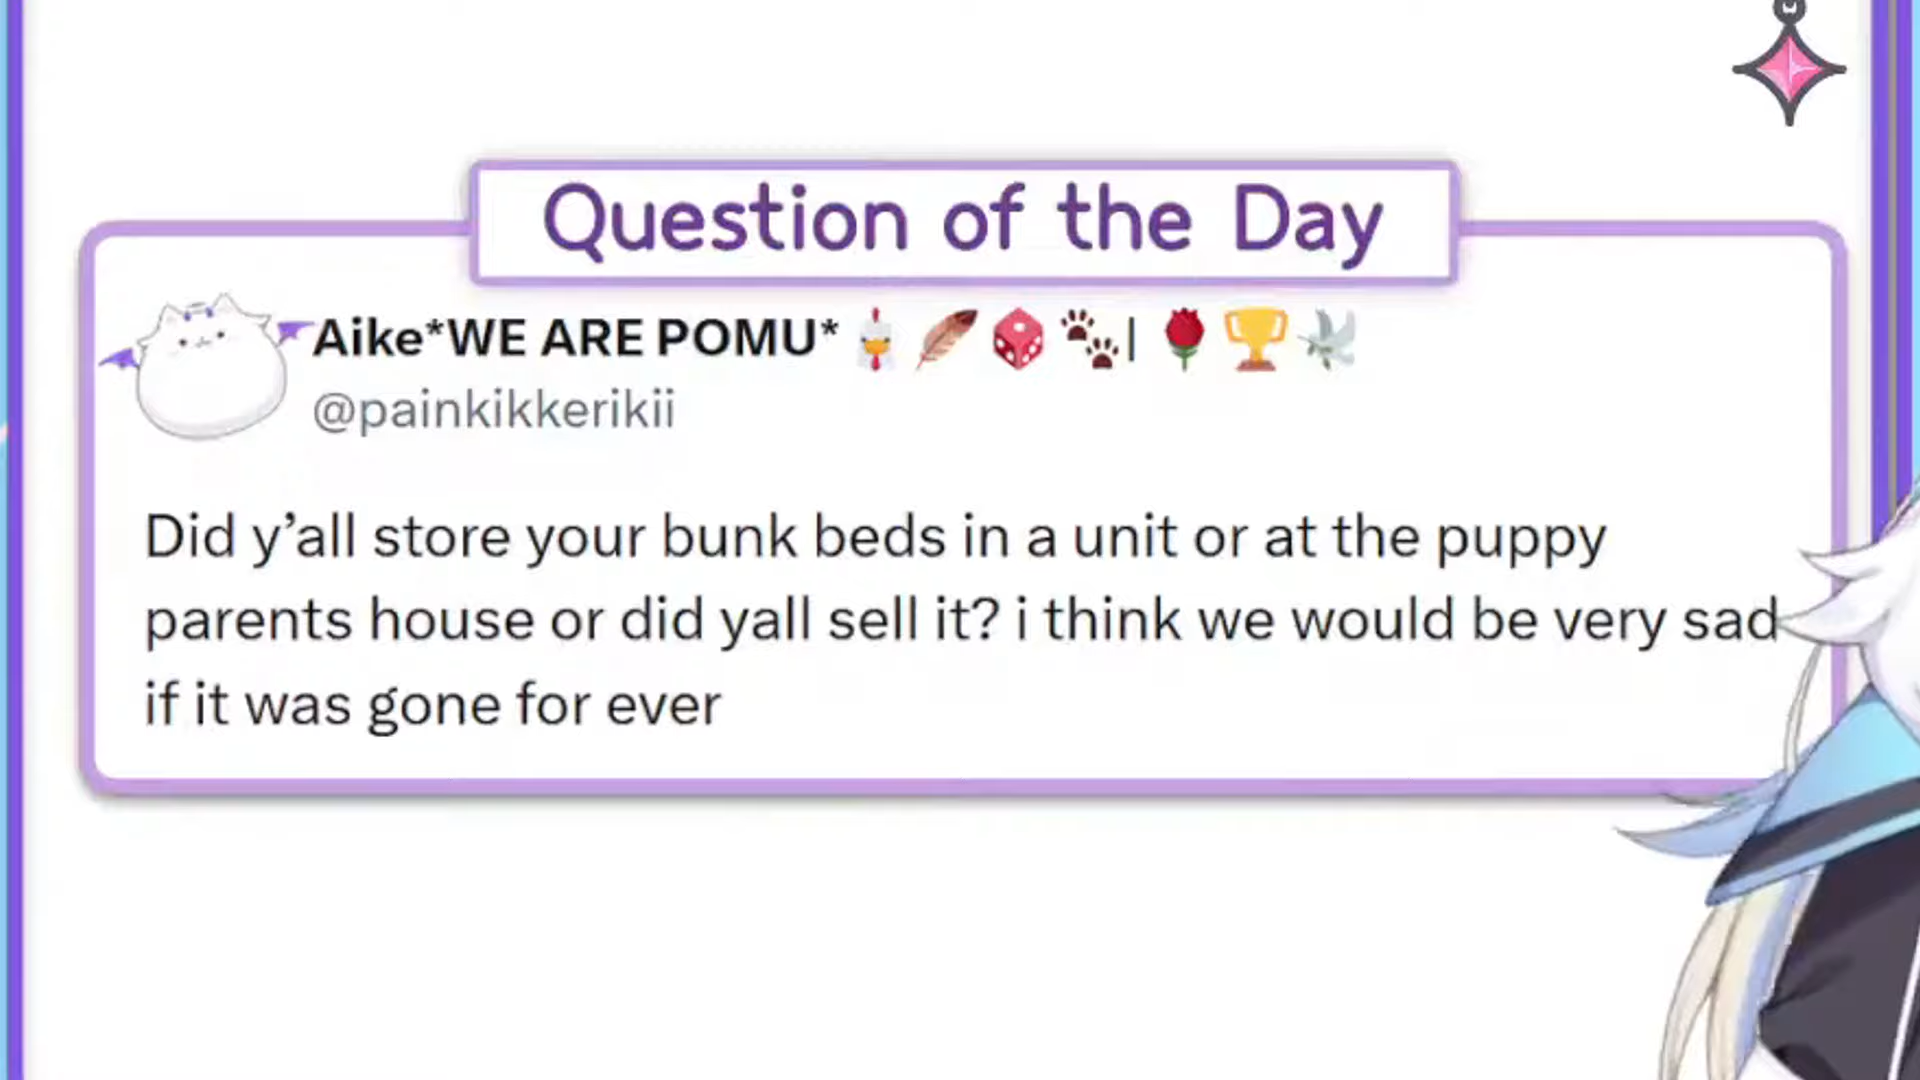 Question of the Day
Aike*WE ARE POMU* 🐔 🪶 🎲 🐾| 🌹 🏆 🕊️
@painkikkerikii
Did y’all store your bunk beds in a unit or at the puppy
parents house or did yall sell it? i think we would be very sad
if it was gone for ever